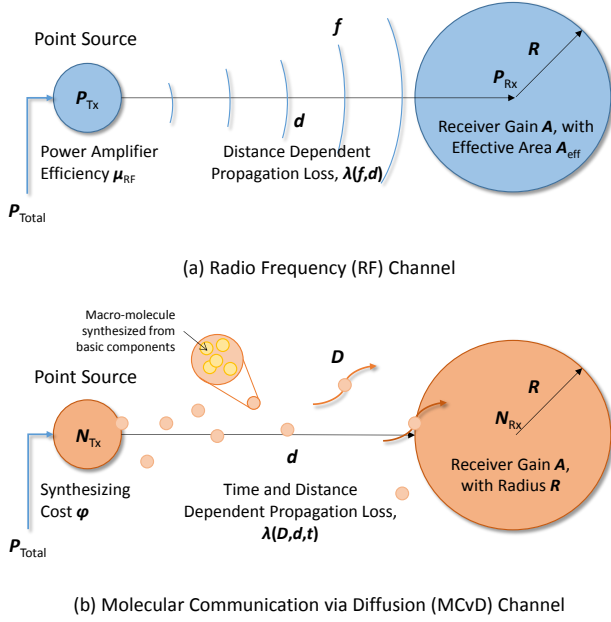 Point Source
f
R
P_Tx
P_Rx
d
Receiver Gain A, with
Effective Area A_eff
Power Amplifier
Efficiency μ_RF
Distance Dependent
Propagation Loss, λ(f,d)
P_Total
(a) Radio Frequency (RF) Channel
Macro-molecule
synthesized from
basic components
Point Source
D
R
N_Tx
N_Rx
d
Receiver Gain A,
with Radius R
Synthesizing
Cost φ
Time and Distance
Dependent Propagation Loss,
λ(D,d,t)
P_Total
(b) Molecular Communication via Diffusion (MCvD) Channel